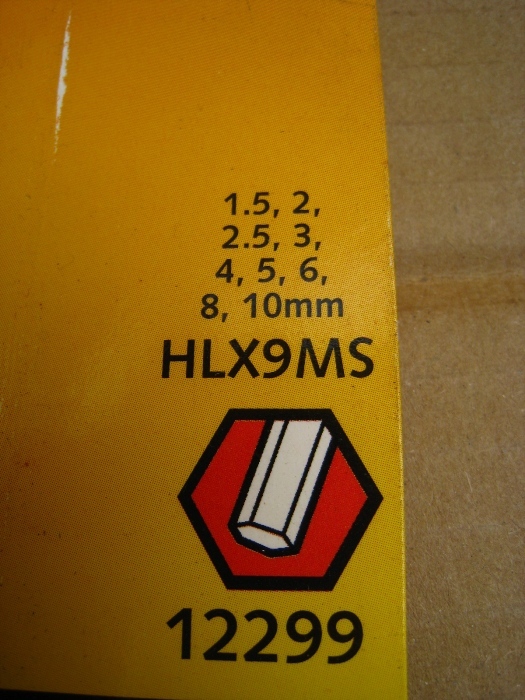 1.5, 2,
2.5, 3,
4, 5, 6,
8, 10mm
HLX9MS
12299